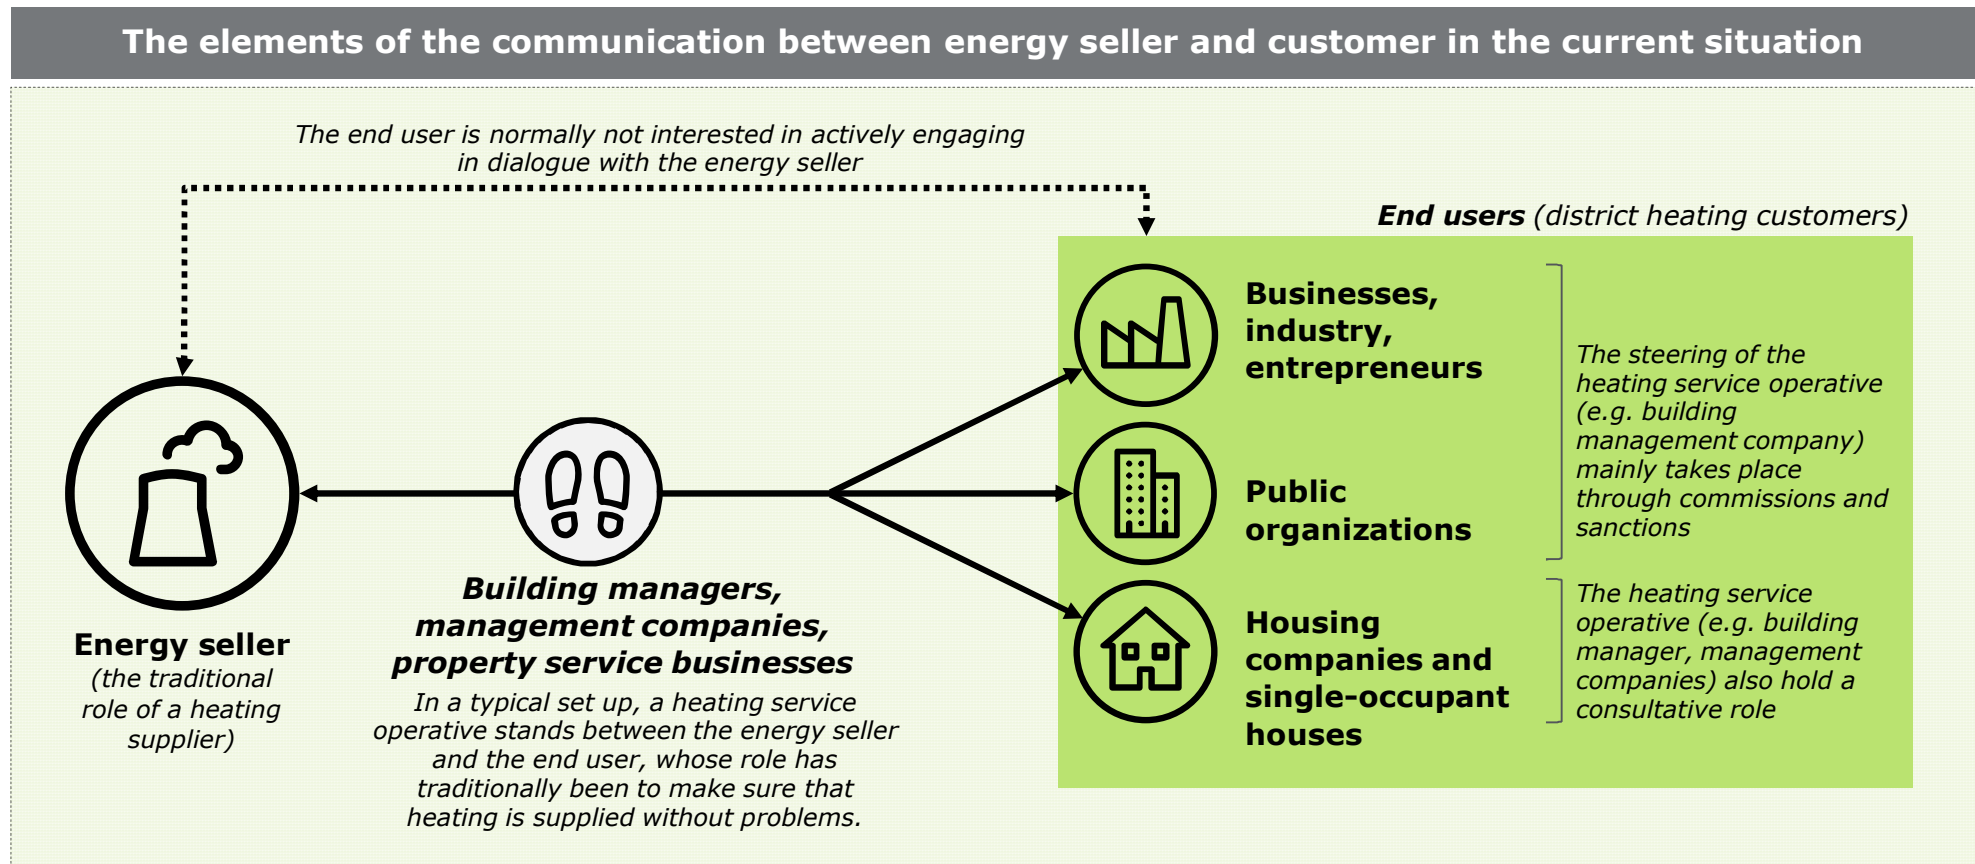 The elements of the communication between energy seller and customer in the current situation
The end user is normally not interested in actively engaging
in dialogue with the energy seller
End users (district heating customers)
Businesses,
industry,
entrepreneurs
The steering of the
heating service operative
(e.g. building
management company)
mainly takes place
through commissions and
sanctions
Public
organizations
Housing
companies and
single-occupant
houses
The heating service
operative (e.g. building
manager, management
companies) also hold a
consultative role
Energy seller
(the traditional
role of a heating
supplier)
Building managers,
management companies,
property service businesses
In a typical set up, a heating service
operative stands between the energy seller
and the end user, whose role has
traditionally been to make sure that
heating is supplied without problems.